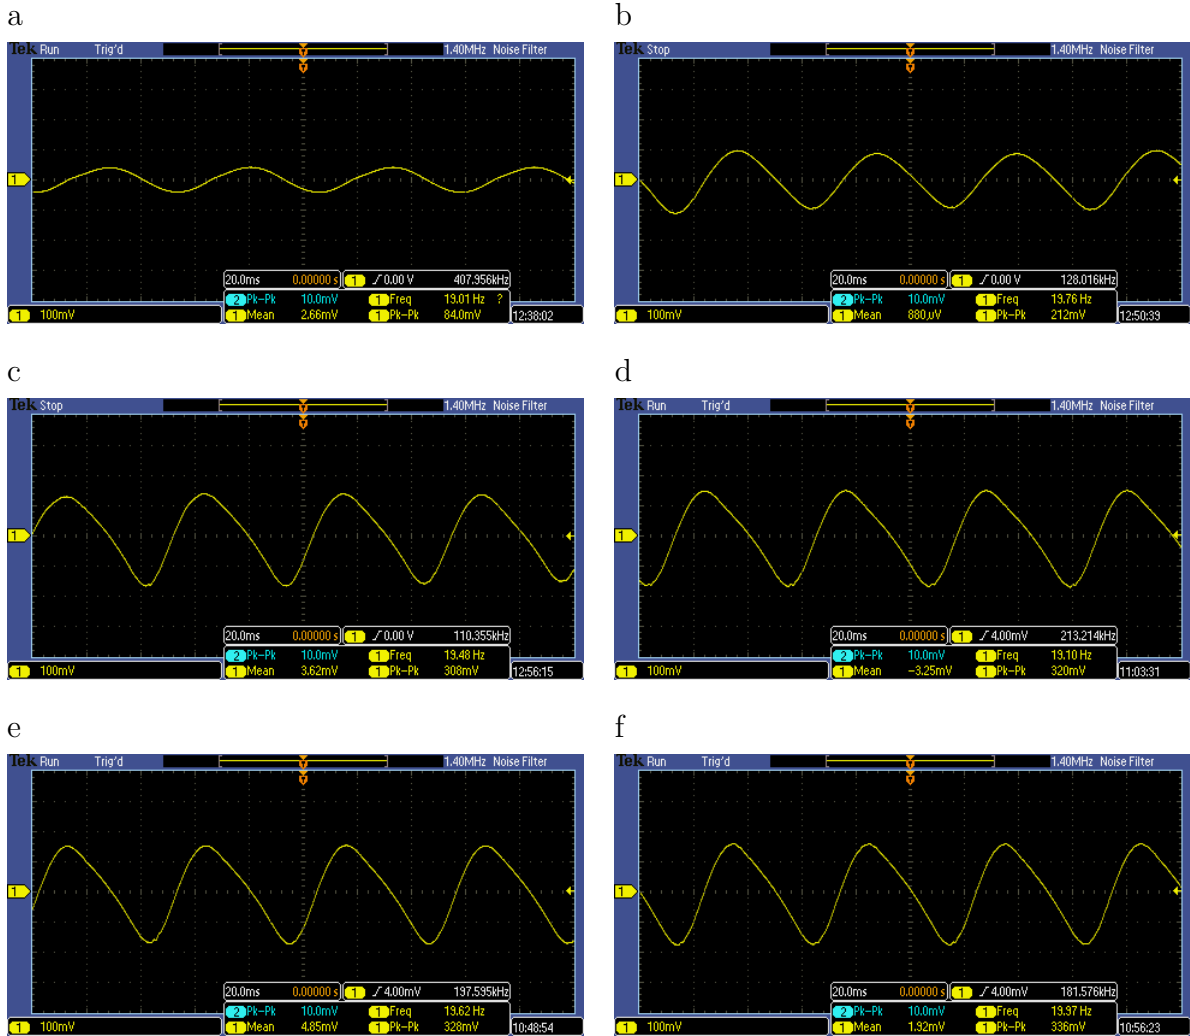 a
Tek Run Trig'd 1.40MHz Noise Filter
1
20.0ms 0.00000 s 1 ⌡0.00 V 407.956kHz
2 Pk-Pk 10.0mV 1 Freq 19.01 Hz ?
1 100mV 1 Mean 2.66mV 1 Pk-Pk 84.0mV 12:38:02
b
Tek Stop 1.40MHz Noise Filter
1
20.0ms 0.00000 s 1 ⌡0.00 V 128.016kHz
2 Pk-Pk 10.0mV 1 Freq 19.76 Hz
1 100mV 1 Mean 880µV 1 Pk-Pk 212mV 12:50:39
c
Tek Stop 1.40MHz Noise Filter
1
20.0ms 0.00000 s 1 ⌡0.00 V 110.355kHz
2 Pk-Pk 10.0mV 1 Freq 19.48 Hz
1 100mV 1 Mean 3.62mV 1 Pk-Pk 308mV 12:56:15
d
Tek Run Trig'd 1.40MHz Noise Filter
1
20.0ms 0.00000 s 1 ⌡4.00mV 213.214kHz
2 Pk-Pk 10.0mV 1 Freq 19.10 Hz
1 100mV 1 Mean -3.25mV 1 Pk-Pk 320mV 11:03:31
e
Tek Run Trig'd 1.40MHz Noise Filter
1
20.0ms 0.00000 s 1 ⌡4.00mV 197.595kHz
2 Pk-Pk 10.0mV 1 Freq 19.62 Hz
1 100mV 1 Mean 4.85mV 1 Pk-Pk 328mV 10:48:54
f
Tek Run Trig'd 1.40MHz Noise Filter
1
20.0ms 0.00000 s 1 ⌡4.00mV 181.576kHz
2 Pk-Pk 10.0mV 1 Freq 19.97 Hz
1 100mV 1 Mean 1.92mV 1 Pk-Pk 336mV 10:56:23